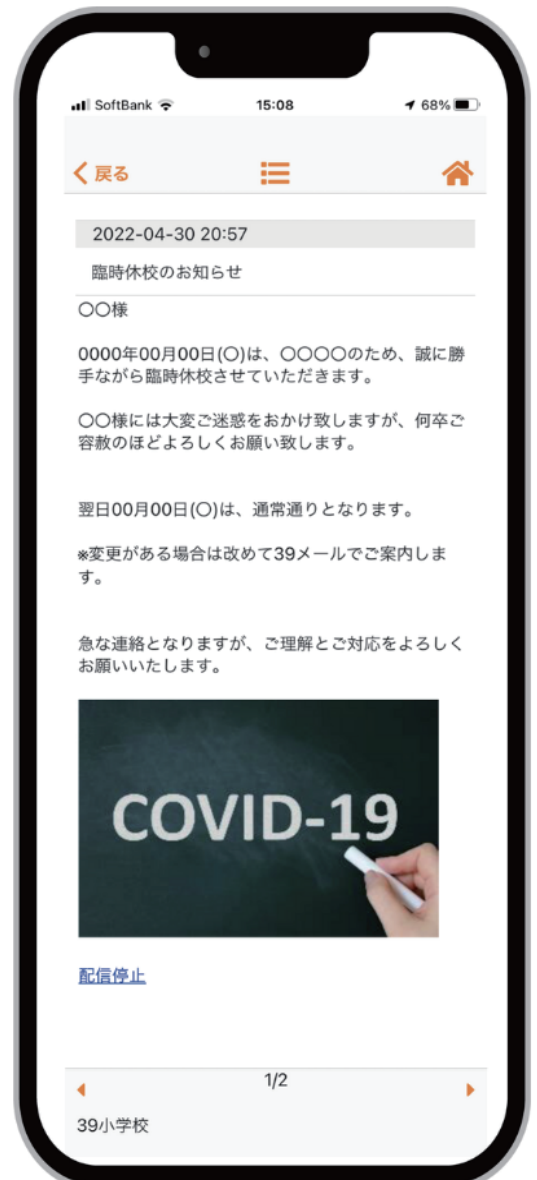 SoftBank 15:08 68%
戻る
2022-04-30 20:57
臨時休校のお知らせ
〇〇様
0000年00月00日(〇)は、〇〇〇〇のため、誠に勝
手ながら臨時休校させていただきます。
〇〇様には大変ご迷惑をおかけ致しますが、何卒ご
容赦のほどよろしくお願い致します。
翌日00月00日(〇)は、通常通りとなります。
※変更がある場合は改めて39メールでご案内しま
す。
急な連絡となりますが、ご理解とご対応をよろしく
お願いいたします。
COVID-19
配信停止
1/2
39小学校